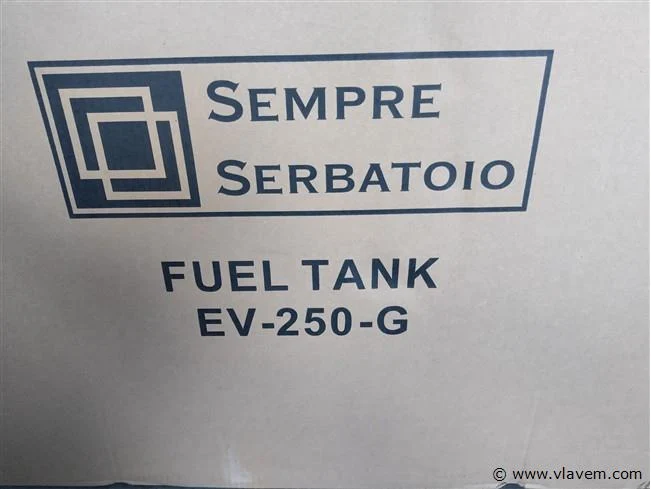 SEMPRE
SERBATOIO
FUEL TANK
EV-250-G
© www.vlavem.com